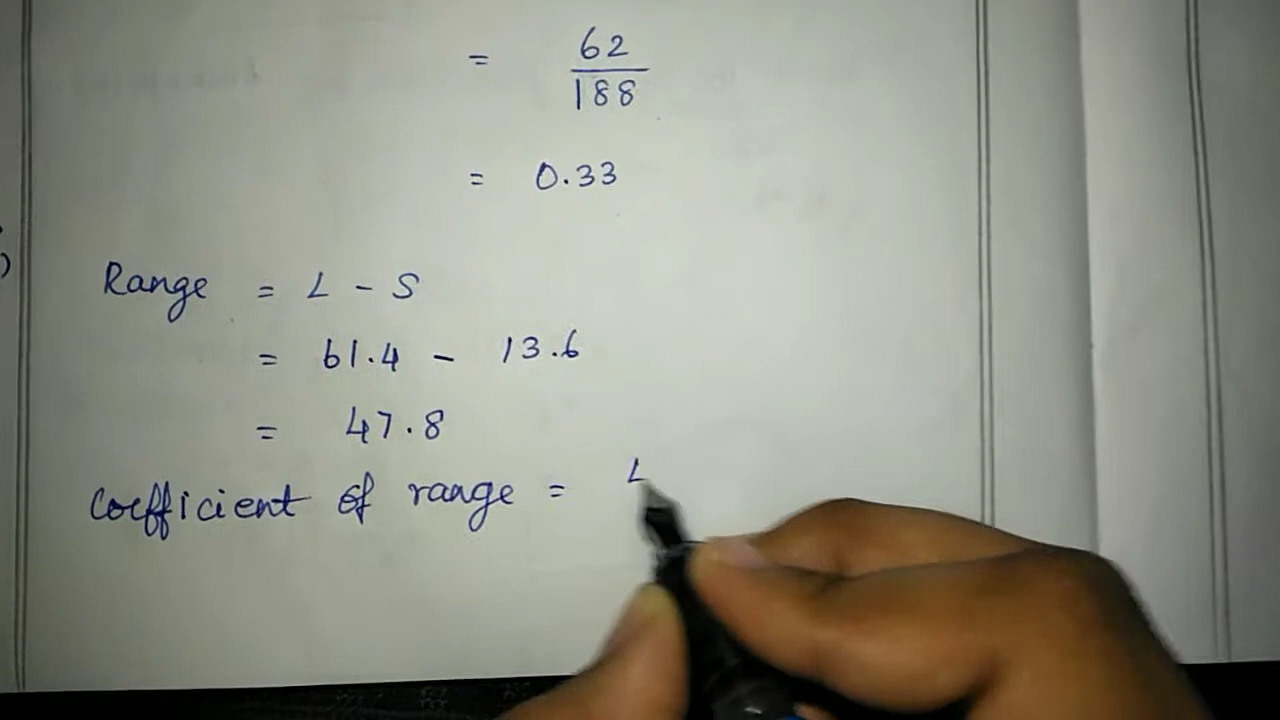 = 62
188
= 0.33
)
Range = L - S
= 61.4 - 13.6
= 47.8
Coefficient of range = L